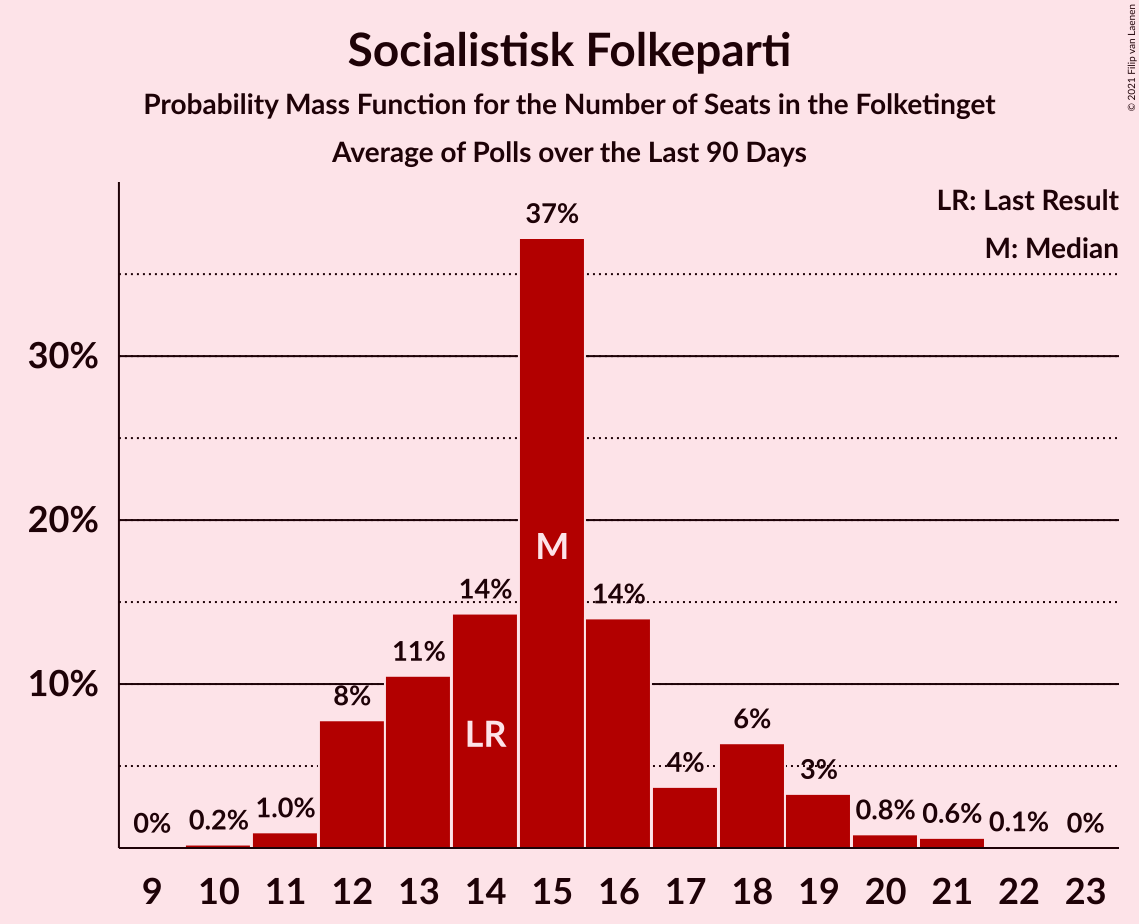 Socialistisk Folkeparti
Probability Mass Function for the Number of Seats in the Folketinget
Average of Polls over the Last 90 Days
© 2021 Filip van Laenen
LR: Last Result
M: Median
37%
30%
20%
M
14%
14%
11%
10%
8%
LR
6%
4%
3%
0%
0.2%
1.0%
0.8%
0.6%
0.1%
0%
9 10 11 12 13 14 15 16 17 18 19 20 21 22 23